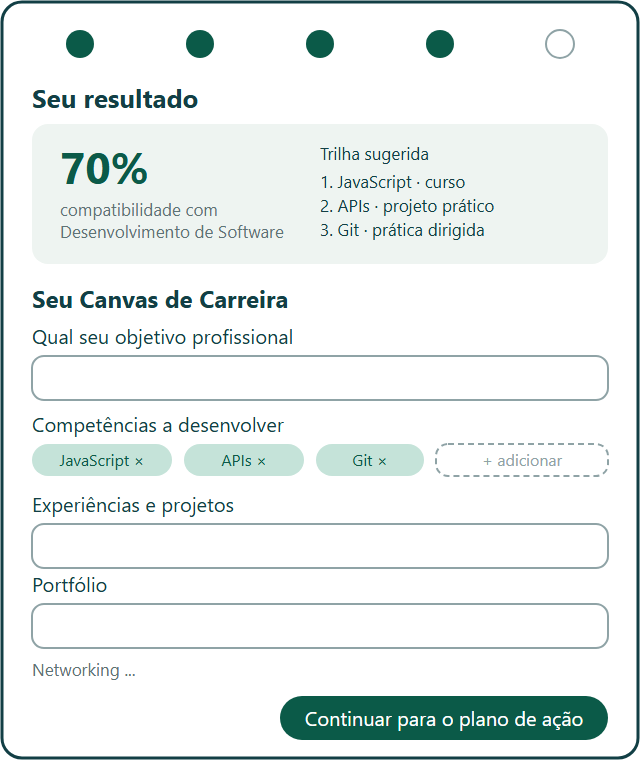 Seu resultado
70%
compatibilidade com
Desenvolvimento de Software
Trilha sugerida
1. JavaScript · curso
2. APIs · projeto prático
3. Git · prática dirigida
Seu Canvas de Carreira
Qual seu objetivo profissional
Competências a desenvolver
JavaScript × APIs × Git × + adicionar
Experiências e projetos
Portfólio
Networking ...
Continuar para o plano de ação